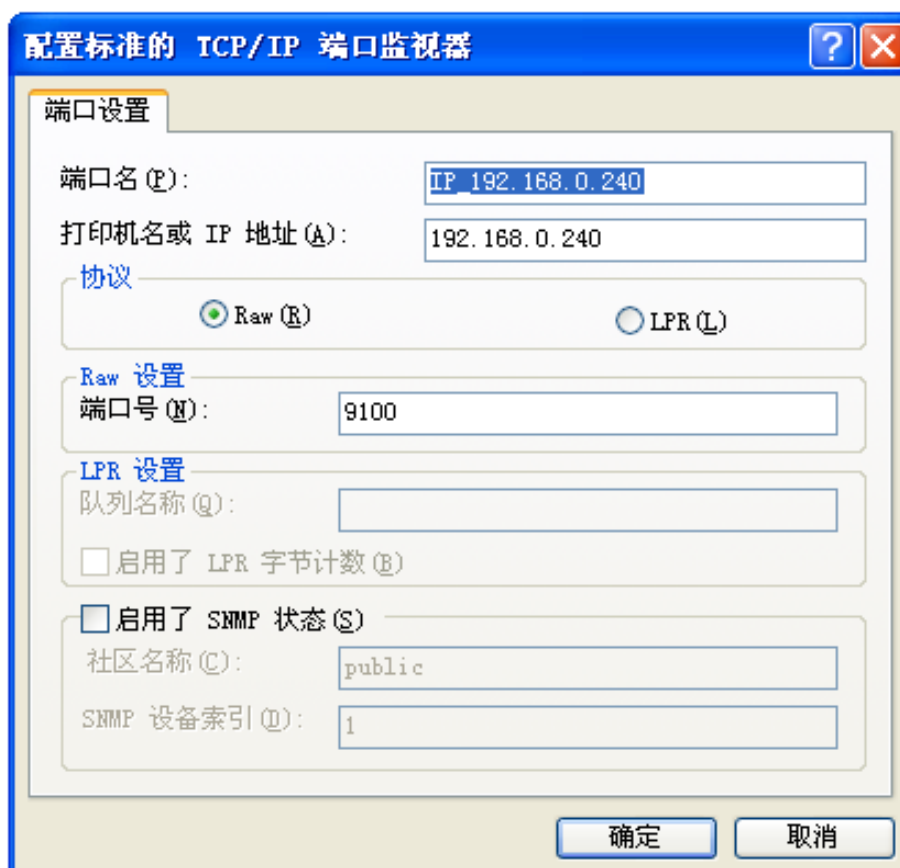 配置标准的 TCP/IP 端口监视器
端口设置
端口名(P): IP_192.168.0.240
打印机名或 IP 地址(A): 192.168.0.240
协议
Raw(R) LPR(L)
Raw 设置
端口号(N): 9100
LPR 设置
队列名称(Q):
启用了 LPR 字节计数(B)
启用了 SNMP 状态(S)
社区名称(C): public
SNMP 设备索引(D): 1
确定 取消